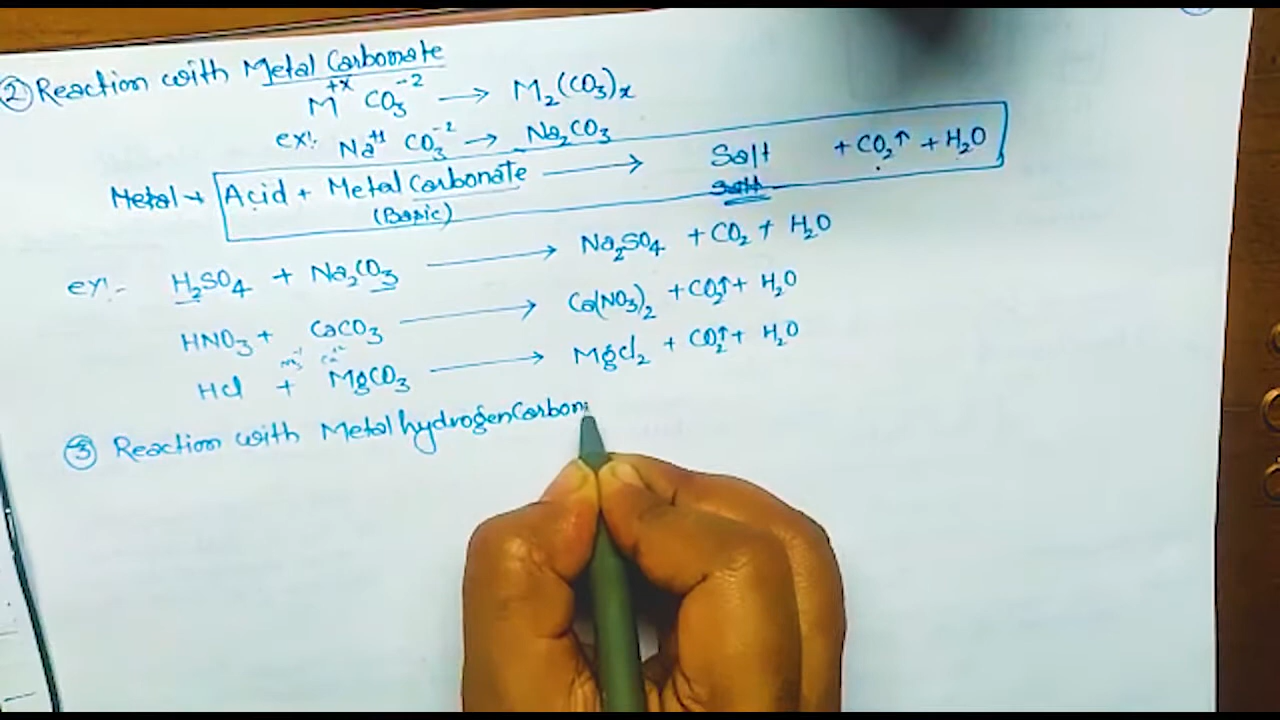 ② Reaction with Metal Carbonate
M⁺ˣ CO₃⁻² → M₂(CO₃)ₓ
ex:- Na⁺¹ CO₃⁻² → Na₂CO₃
Metal + Acid + Metal Carbonate → Salt + CO₂↑ + H₂O
(Basic)
ex:- H₂SO₄ + Na₂CO₃ → Na₂SO₄ + CO₂ + H₂O
HNO₃ + CaCO₃ → Ca(NO₃)₂ + CO₂↑ + H₂O
HCl + MgCO₃ → MgCl₂ + CO₂↑ + H₂O
③ Reaction with Metal hydrogen Carbon